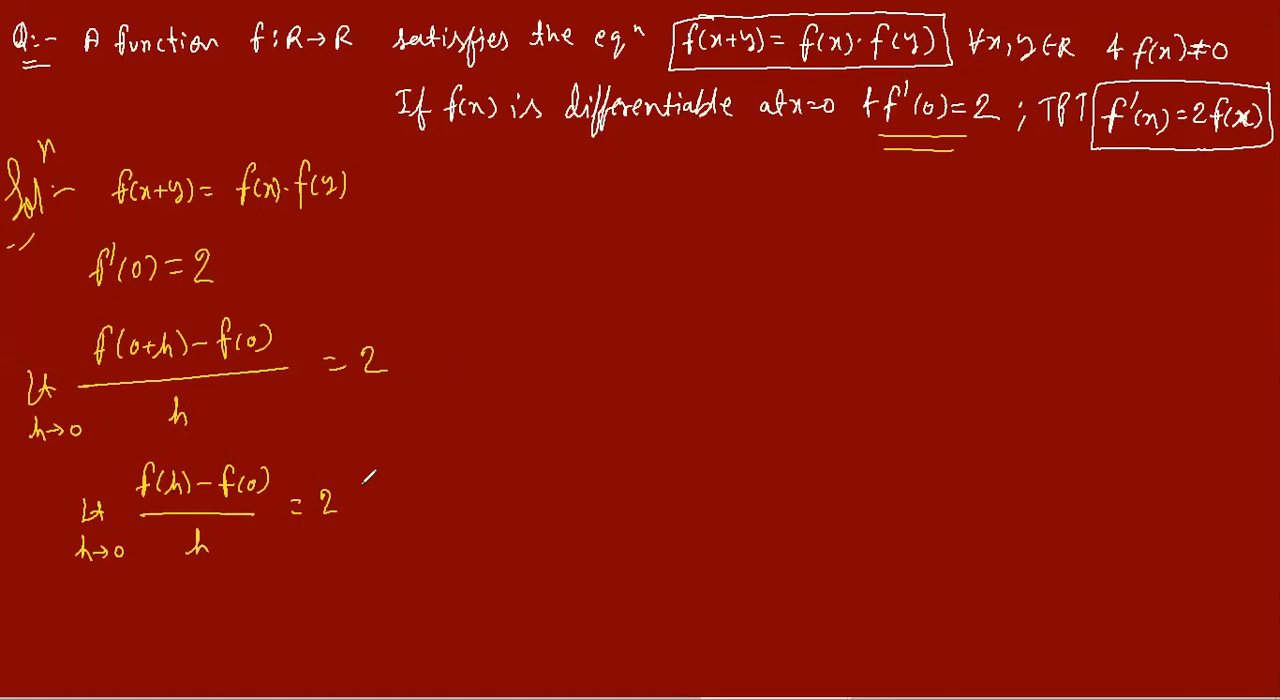 Q:- A function f:R→R satisfies the eqⁿ f(x+y) = f(x)·f(y) ∀x,y∈R & f(x)≠0
If f(x) is differentiable at x=0 & f'(0) = 2 ; TPT f'(x) = 2f(x)
Solⁿ:- f(x+y) = f(x)·f(y)
f'(0) = 2
Lt h→0 f(0+h) - f(0) / h = 2
Lt h→0 f(h) - f(0) / h = 2